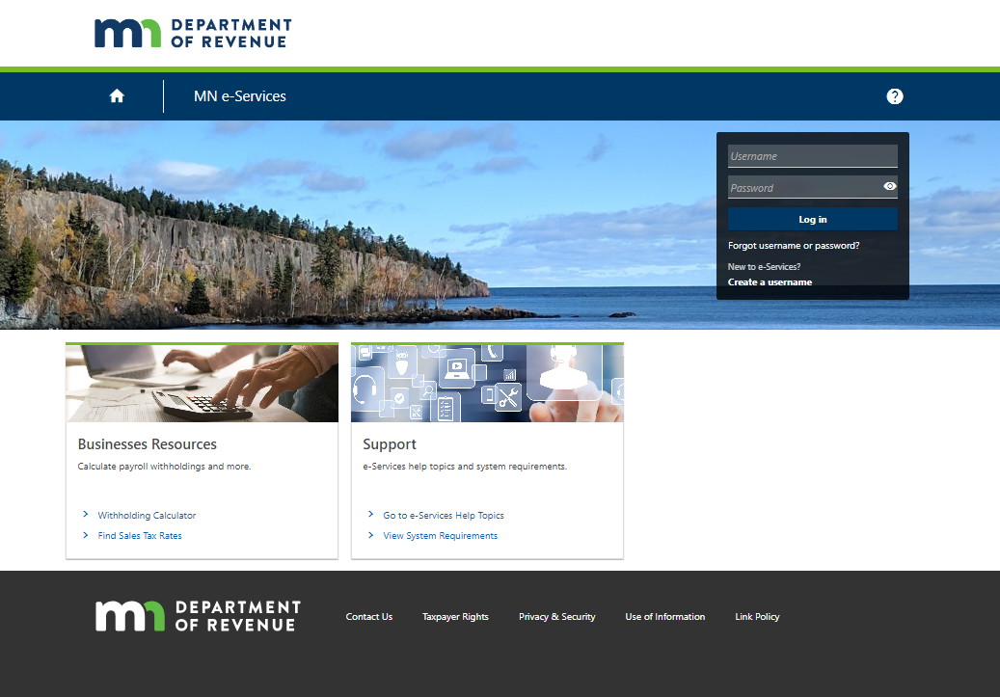 mn DEPARTMENT
OF REVENUE
MN e-Services
?
Username
Password
Log in
Forgot username or password?
New to e-Services?
Create a username
Businesses Resources
Calculate payroll withholdings and more.
Withholding Calculator
Find Sales Tax Rates
Support
e-Services help topics and system requirements.
Go to e-Services Help Topics
View System Requirements
mn DEPARTMENT
OF REVENUE
Contact Us Taxpayer Rights Privacy & Security Use of Information Link Policy